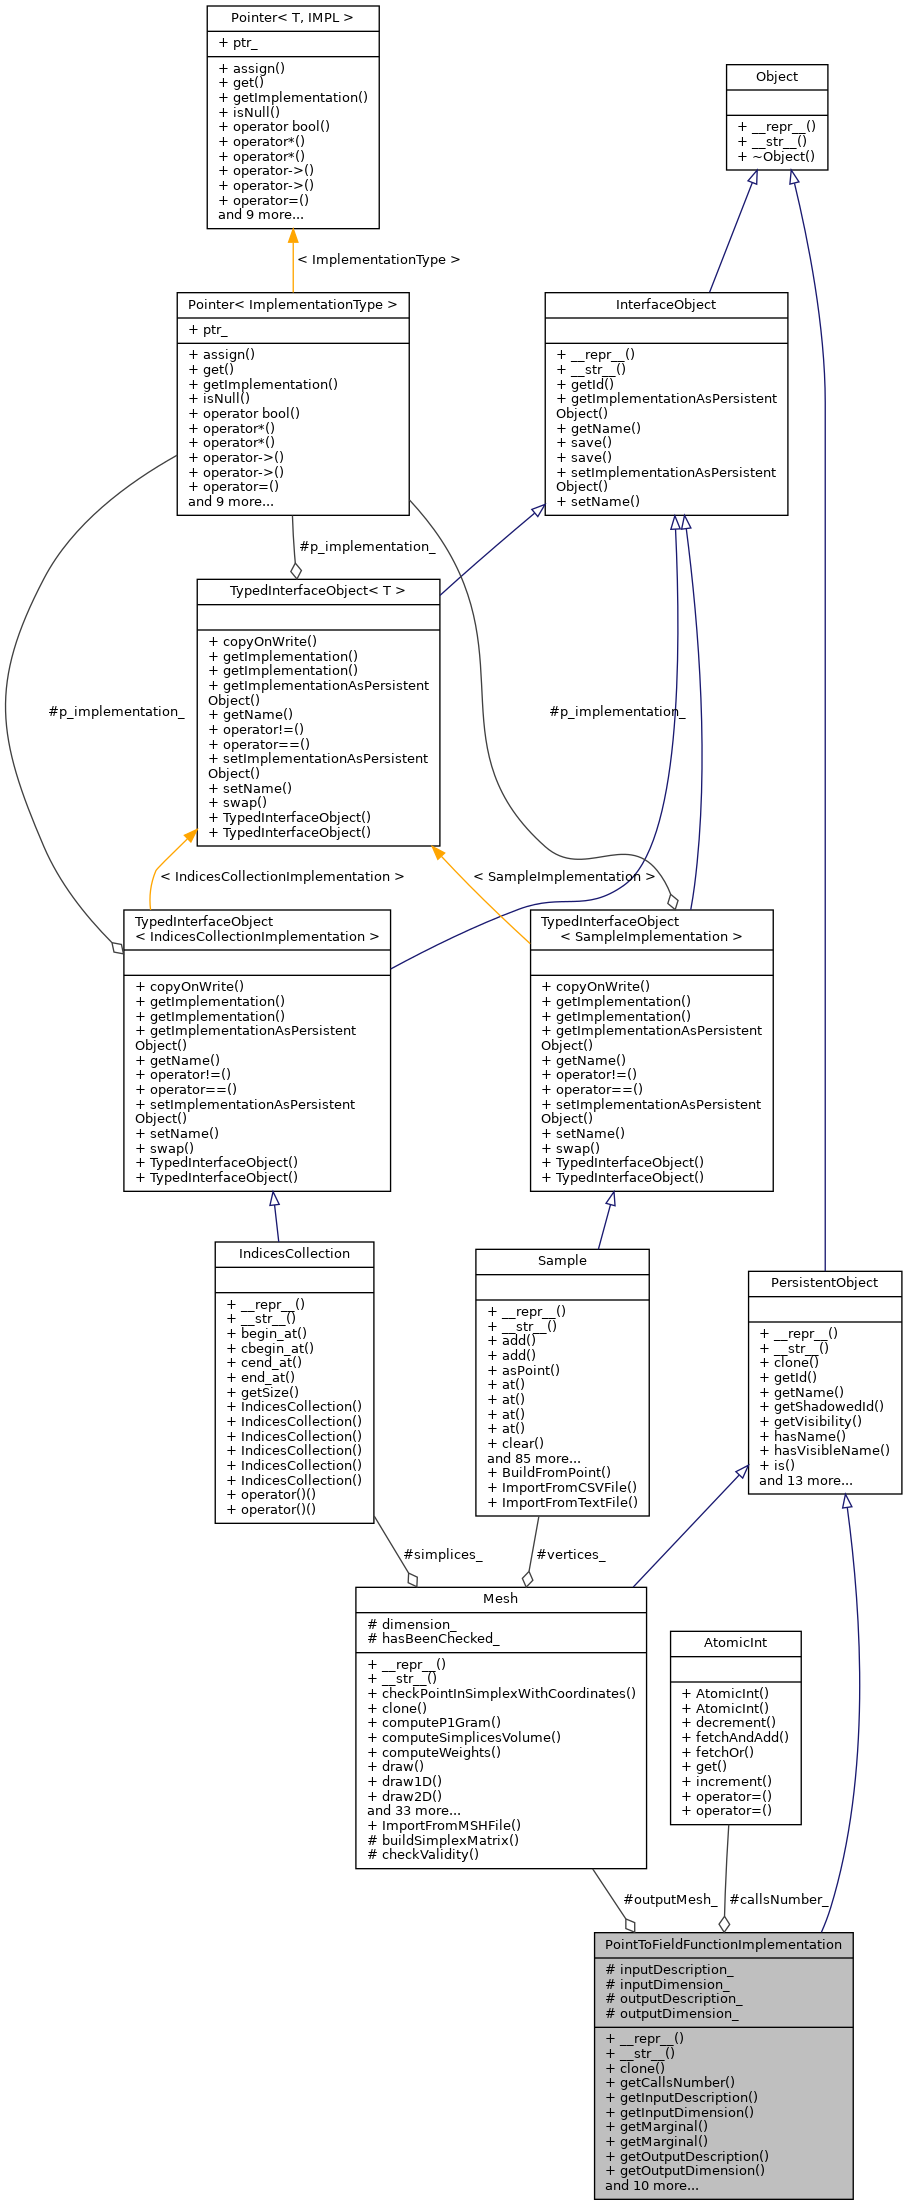 Pointer< T, IMPL >
+ ptr_
+ assign()
+ get()
+ getImplementation()
+ isNull()
+ operator bool()
+ operator*()
+ operator*()
+ operator->()
+ operator->()
+ operator=()
and 9 more...
Object
+ __repr__()
+ __str__()
+ ~Object()
< ImplementationType >
Pointer< ImplementationType >
+ ptr_
+ assign()
+ get()
+ getImplementation()
+ isNull()
+ operator bool()
+ operator*()
+ operator*()
+ operator->()
+ operator->()
+ operator=()
and 9 more...
InterfaceObject
+ __repr__()
+ __str__()
+ getId()
+ getImplementationAsPersistent
Object()
+ getName()
+ save()
+ save()
+ setImplementationAsPersistent
Object()
+ setName()
#p_implementation_
TypedInterfaceObject< T >
+ copyOnWrite()
+ getImplementation()
+ getImplementation()
+ getImplementationAsPersistent
Object()
+ getName()
+ operator!=()
+ operator==()
+ setImplementationAsPersistent
Object()
+ setName()
+ swap()
+ TypedInterfaceObject()
+ TypedInterfaceObject()
#p_implementation_
#p_implementation_
< IndicesCollectionImplementation >
< SampleImplementation >
TypedInterfaceObject
< IndicesCollectionImplementation >
+ copyOnWrite()
+ getImplementation()
+ getImplementation()
+ getImplementationAsPersistent
Object()
+ getName()
+ operator!=()
+ operator==()
+ setImplementationAsPersistent
Object()
+ setName()
+ swap()
+ TypedInterfaceObject()
+ TypedInterfaceObject()
TypedInterfaceObject
< SampleImplementation >
+ copyOnWrite()
+ getImplementation()
+ getImplementation()
+ getImplementationAsPersistent
Object()
+ getName()
+ operator!=()
+ operator==()
+ setImplementationAsPersistent
Object()
+ setName()
+ swap()
+ TypedInterfaceObject()
+ TypedInterfaceObject()
IndicesCollection
+ __repr__()
+ __str__()
+ begin_at()
+ cbegin_at()
+ cend_at()
+ end_at()
+ getSize()
+ IndicesCollection()
+ IndicesCollection()
+ IndicesCollection()
+ IndicesCollection()
+ IndicesCollection()
+ IndicesCollection()
+ operator()()
+ operator()()
Sample
+ __repr__()
+ __str__()
+ add()
+ add()
+ asPoint()
+ at()
+ at()
+ at()
+ at()
+ clear()
and 85 more...
+ BuildFromPoint()
+ ImportFromCSVFile()
+ ImportFromTextFile()
PersistentObject
+ __repr__()
+ __str__()
+ clone()
+ getId()
+ getName()
+ getShadowedId()
+ getVisibility()
+ hasName()
+ hasVisibleName()
+ is()
and 13 more...
#simplices_
#vertices_
Mesh
# dimension_
# hasBeenChecked_
+ __repr__()
+ __str__()
+ checkPointInSimplexWithCoordinates()
+ clone()
+ computeP1Gram()
+ computeSimplicesVolume()
+ computeWeights()
+ draw()
+ draw1D()
+ draw2D()
and 33 more...
+ ImportFromMSHFile()
# buildSimplexMatrix()
# checkValidity()
AtomicInt
+ AtomicInt()
+ AtomicInt()
+ decrement()
+ fetchAndAdd()
+ fetchOr()
+ get()
+ increment()
+ operator=()
+ operator=()
#outputMesh_
#callsNumber_
PointToFieldFunctionImplementation
# inputDescription_
# inputDimension_
# outputDescription_
# outputDimension_
+ __repr__()
+ __str__()
+ clone()
+ getCallsNumber()
+ getInputDescription()
+ getInputDimension()
+ getMarginal()
+ getMarginal()
+ getOutputDescription()
+ getOutputDimension()
and 10 more...